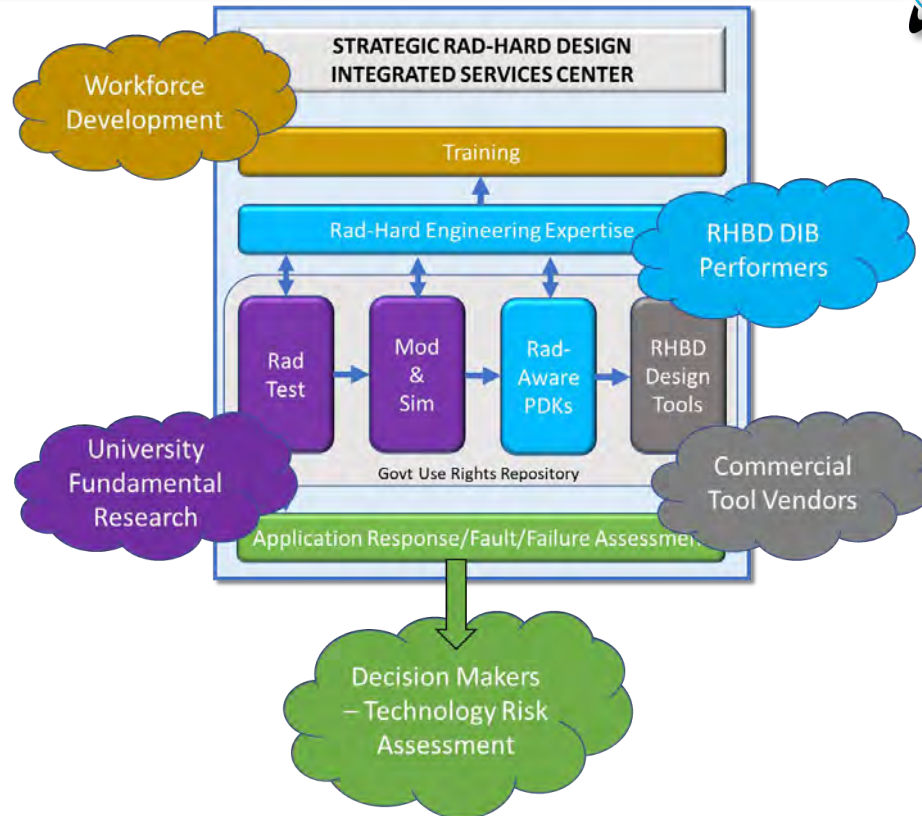 STRATEGIC RAD-HARD DESIGN
INTEGRATED SERVICES CENTER
Workforce
Development
Training
Rad-Hard Engineering Expertise
RHBD DIB
Performers
Rad
Test
Mod
&
Sim
Rad-
Aware
PDKs
RHBD
Design
Tools
Govt Use Rights Repository
University
Fundamental
Research
Commercial
Tool Vendors
Application Response/Fault/Failure Assessmen
Decision Makers
– Technology Risk
Assessment